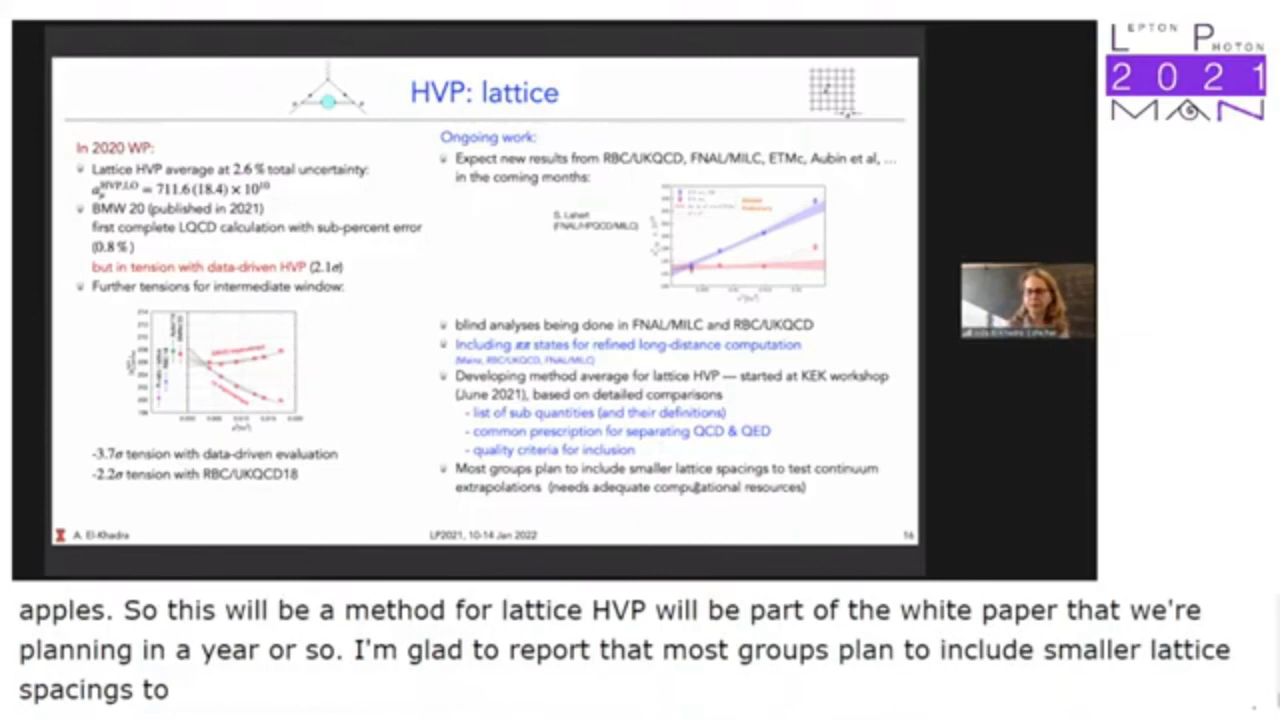 LEPTON PHOTON
2021
MAN
HVP: lattice
In 2020 WP:
Lattice HVP average at 2.6 % total uncertainty:
aμ^HVP,LO = 711.6 (18.4) × 10^10
BMW 20 (published in 2021)
first complete LQCD calculation with sub-percent error
(0.8 %)
but in tension with data-driven HVP (2.1σ)
Further tensions for intermediate window:
-3.7σ tension with data-driven evaluation
-2.2σ tension with RBC/UKQCD18
Ongoing work:
Expect new results from RBC/UKQCD, FNAL/MILC, ETMc, Aubin et al, ...
in the coming months:
S. Lahert
(FNAL/HPQCD/MILC)
blind analyses being done in FNAL/MILC and RBC/UKQCD
Including ππ states for refined long-distance computation
(Mainz, RBC/UKQCD, FNAL/MILC)
Developing method average for lattice HVP — started at KEK workshop
(June 2021), based on detailed comparisons
- list of sub quantities (and their definitions)
- common prescription for separating QCD & QED
- quality criteria for inclusion
Most groups plan to include smaller lattice spacings to test continuum
extrapolations (needs adequate computational resources)
A. El-Khadra
LP2021, 10-14 Jan 2022
16
apples. So this will be a method for lattice HVP will be part of the white paper that we're
planning in a year or so. I'm glad to report that most groups plan to include smaller lattice
spacings to